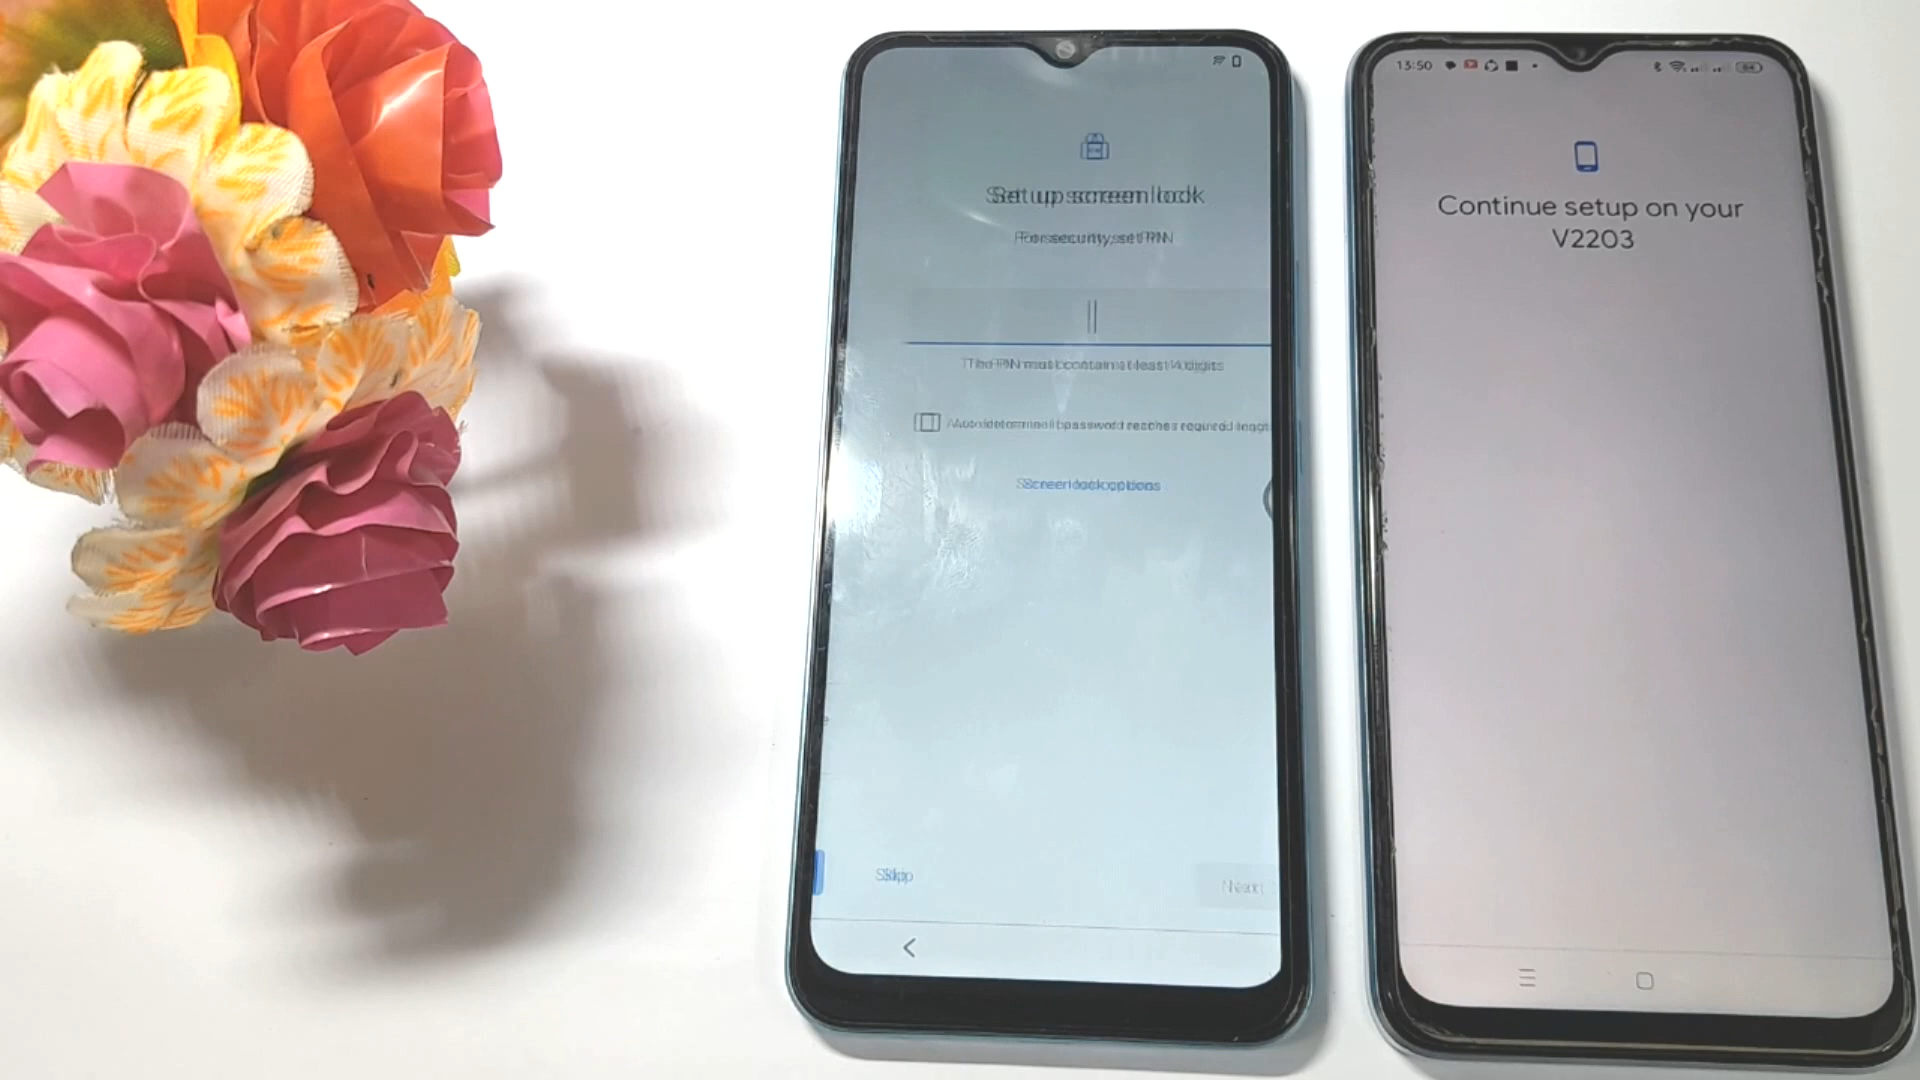 Set up screen lock
For security, set PIN
The PIN must contain at least 4 digits
Screen lock options
Skip
Next
13:50
64
Continue setup on your
V2203